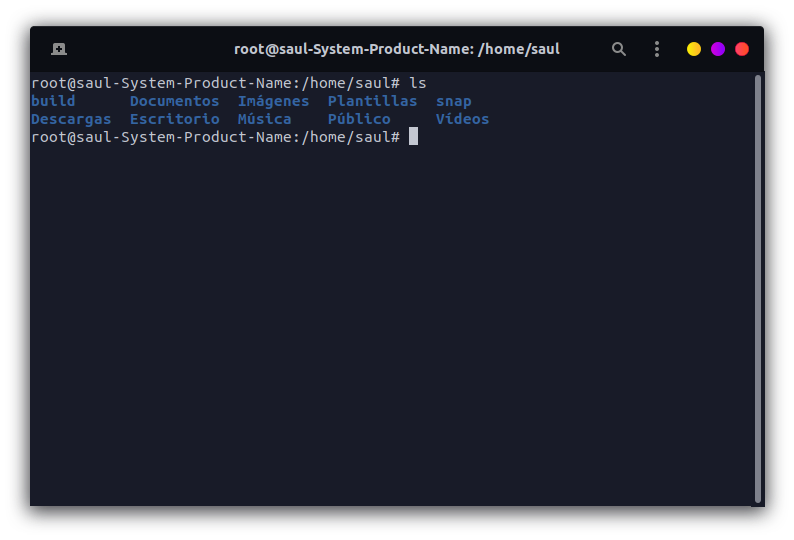 root@saul-System-Product-Name: /home/saul
root@saul-System-Product-Name:/home/saul# ls
build      Documentos  Imágenes  Plantillas  snap
Descargas  Escritorio  Música    Público     Vídeos
root@saul-System-Product-Name:/home/saul#